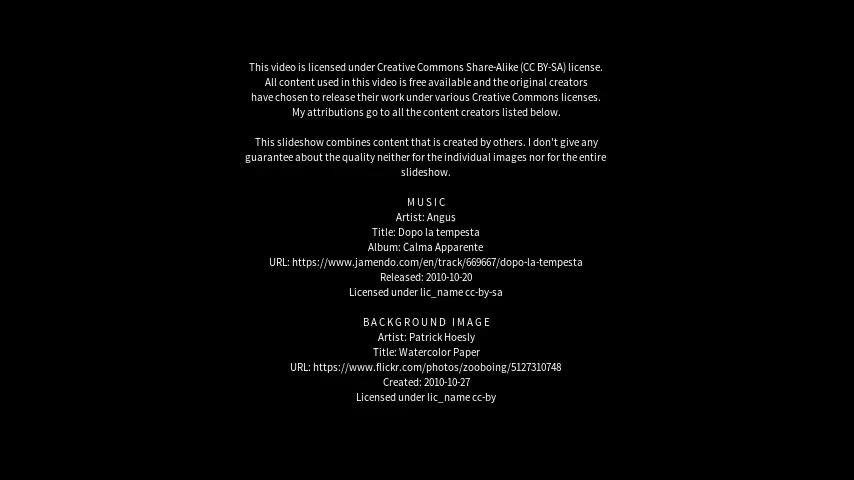 This video is licensed under Creative Commons Share-Alike (CC BY-SA) license.
All content used in this video is free available and the original creators
have chosen to release their work under various Creative Commons licenses.
My attributions go to all the content creators listed below.
This slideshow combines content that is created by others. I don't give any
guarantee about the quality neither for the individual images nor for the entire
slideshow.
MUSIC
Artist: Angus
Title: Dopo la tempesta
Album: Calma Apparente
URL: https://www.jamendo.com/en/track/669667/dopo-la-tempesta
Released: 2010-10-20
Licensed under lic_name cc-by-sa
BACKGROUND IMAGE
Artist: Patrick Hoesly
Title: Watercolor Paper
URL: https://www.flickr.com/photos/zooboing/5127310748
Created: 2010-10-27
Licensed under lic_name cc-by